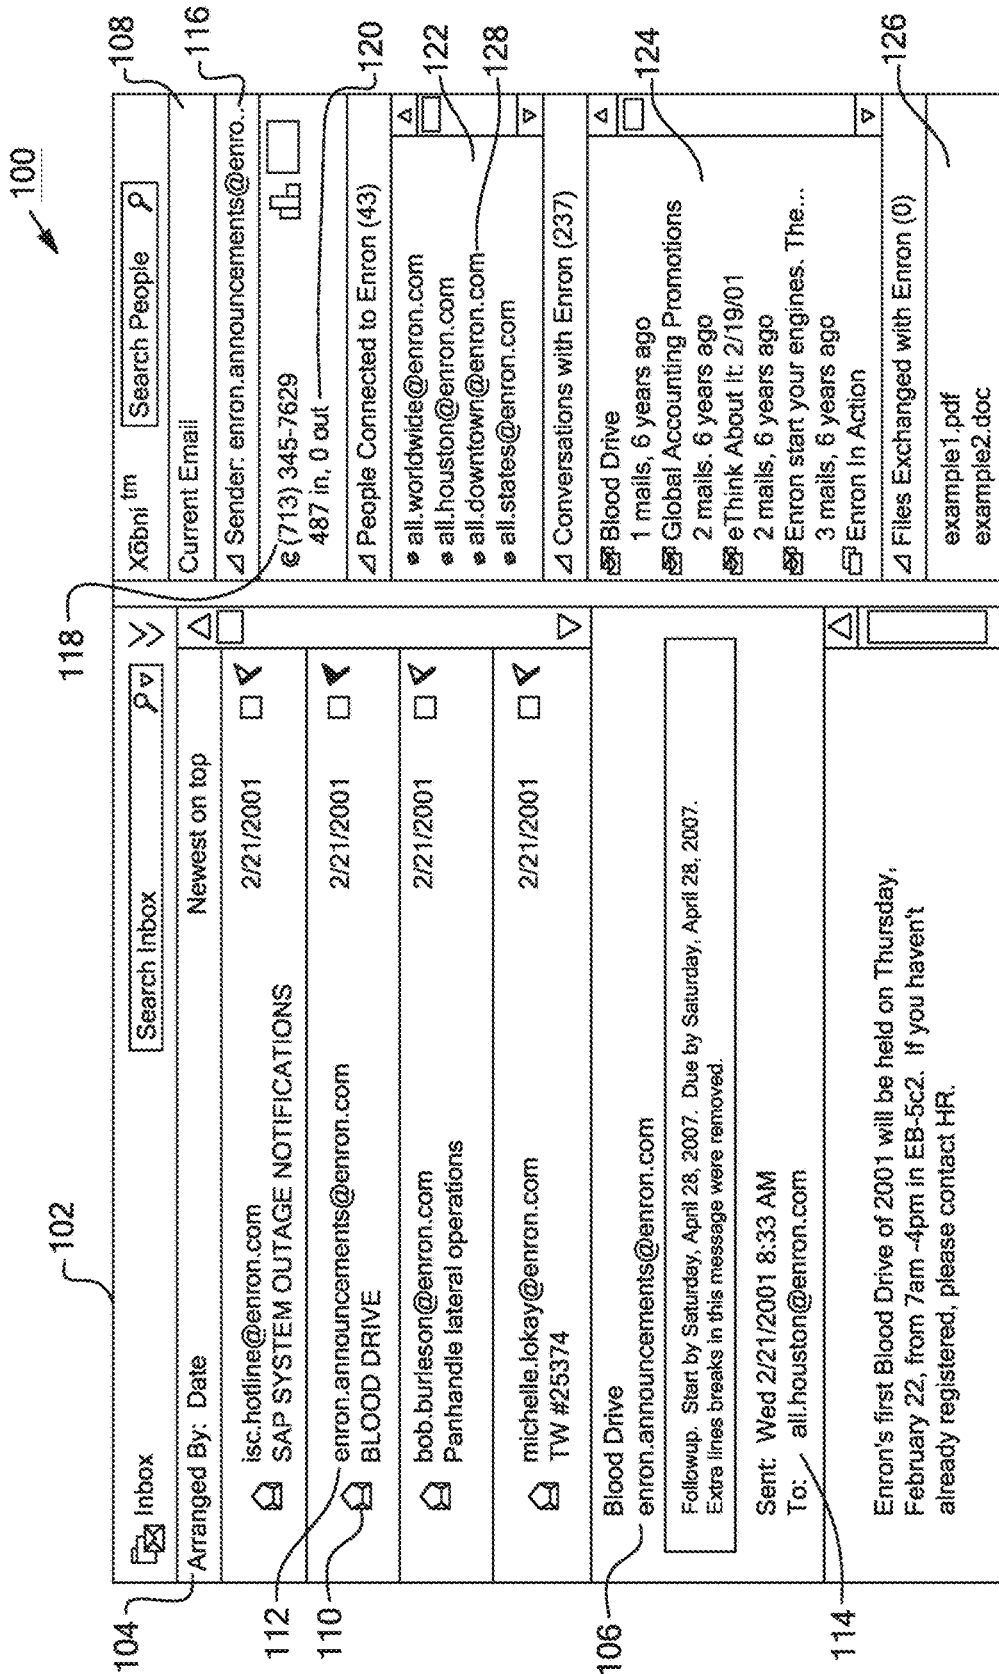 100
102
104
Inbox
Search Inbox
Arranged By: Date
Newest on top
isc.hotline@enron.com
2/21/2001
SAP SYSTEM OUTAGE NOTIFICATIONS
112
enron.announcements@enron.com
2/21/2001
110
BLOOD DRIVE
bob.burleson@enron.com
2/21/2001
Panhandle lateral operations
michelle.lokay@enron.com
2/21/2001
TW #25374
Blood Drive
106
enron.announcements@enron.com
Followup. Start by Saturday, April 28, 2007. Due by Saturday, April 28, 2007.
Extra lines breaks in this message were removed.
Sent: Wed 2/21/2001 8:33 AM
To: all.houston@enron.com
114
Enron's first Blood Drive of 2001 will be held on Thursday,
February 22, from 7am -4pm in EB-5c2. If you haven't
already registered, please contact HR.
118
Xobni tm
Search People
108
Current Email
116
Sender: enron.announcements@enro...
(713) 345-7629
487 in, 0 out
120
People Connected to Enron (43)
all.worldwide@enron.com
122
all.houston@enron.com
all.downtown@enron.com
128
all.states@enron.com
Conversations with Enron (237)
Blood Drive
1 mails, 6 years ago
124
Global Accounting Promotions
2 mails. 6 years ago
eThink About It: 2/19/01
2 mails, 6 years ago
Enron start your engines. The...
3 mails, 6 years ago
Enron In Action
Files Exchanged with Enron (0)
126
example1.pdf
example2.doc